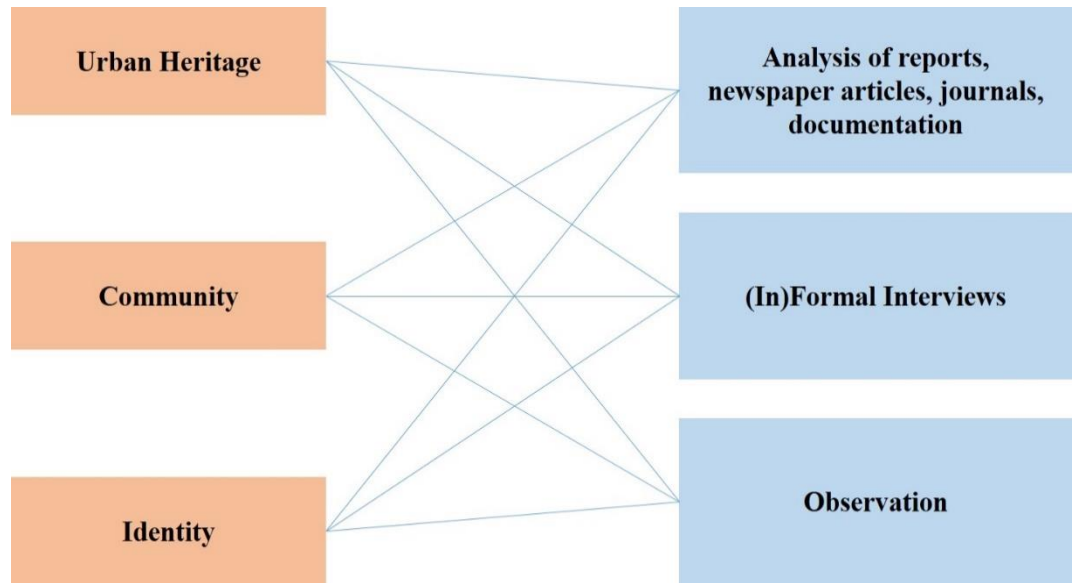 Urban Heritage
Community
Identity
Analysis of reports,
newspaper articles, journals,
documentation
(In)Formal Interviews
Observation